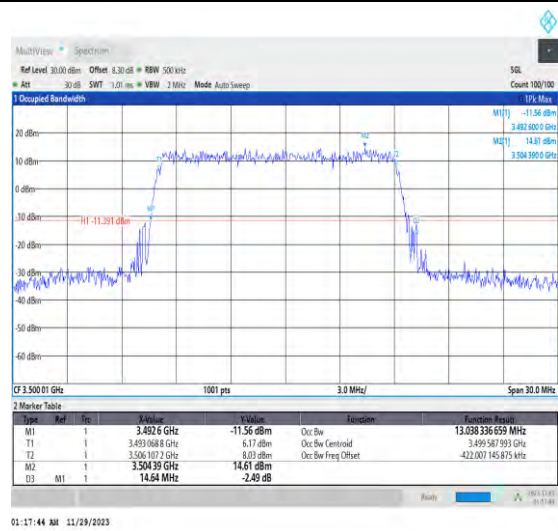 MultiView Spectrum
Ref Level 30.00 dBm Offset 8.30 dB RBW 500 kHz SGL
Att 30 dB SWT 1.01 ms VBW 2 MHz Mode Auto Sweep Count 100/100
1 Occupied Bandwidth 1Pk Max
M1[1] -11.56 dBm
3.492 600 0 GHz
M2[1] 14.61 dBm
3.504 390 0 GHz
20 dBm
10 dBm
0 dBm
-10 dBm
H1 -11.391 dBm
-20 dBm
-30 dBm
-40 dBm
-50 dBm
-60 dBm
M1
T1
M2
T2
CF 3.500 01 GHz 1001 pts 3.0 MHz/ Span 30.0 MHz
2 Marker Table
Type Ref Trc X-Value Y-Value Function Function Result
M1 1 3.492 6 GHz -11.56 dBm Occ Bw 13.038 336 659 MHz
T1 1 3.493 068 8 GHz 6.17 dBm Occ Bw Centroid 3.499 587 993 GHz
T2 1 3.506 107 2 GHz 8.03 dBm Occ Bw Freq Offset -422.007 145 875 kHz
M2 1 3.504 39 GHz 14.61 dBm
D3 M1 1 14.64 MHz -2.49 dB
Ready
01:17:44 AM 11/29/2023